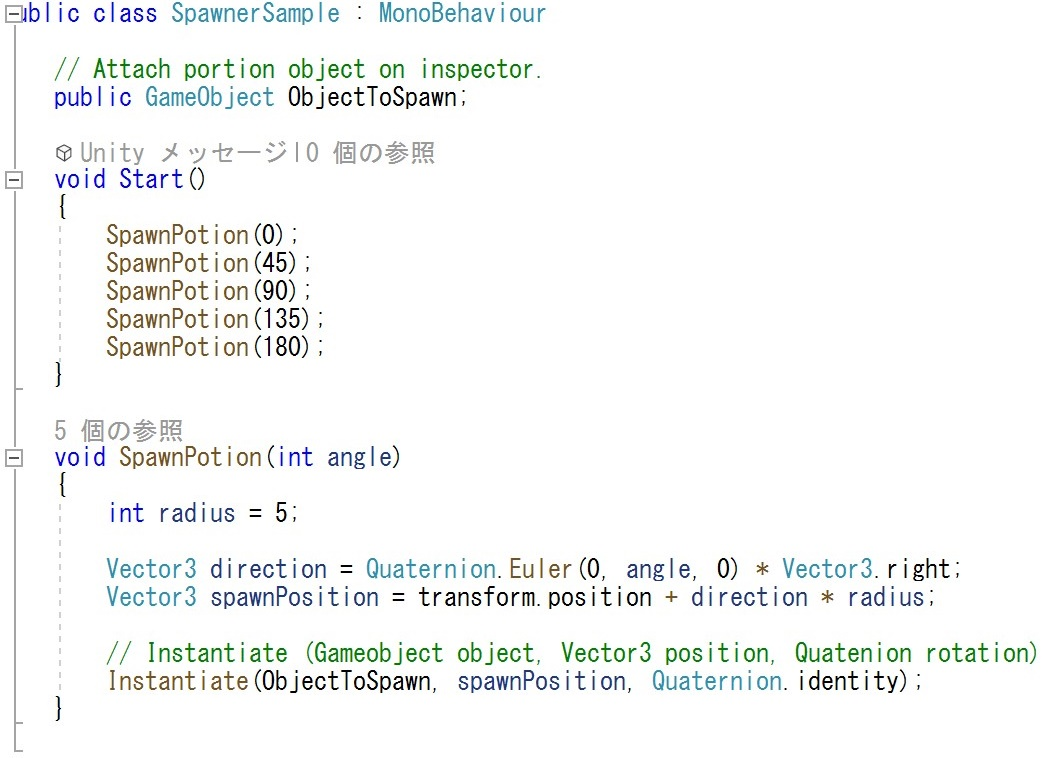 ublic class SpawnerSample : MonoBehaviour
// Attach portion object on inspector.
public GameObject ObjectToSpawn;
Unity メッセージ|0 個の参照
void Start()
{
SpawnPotion(0);
SpawnPotion(45);
SpawnPotion(90);
SpawnPotion(135);
SpawnPotion(180);
}
5 個の参照
void SpawnPotion(int angle)
{
int radius = 5;
Vector3 direction = Quaternion.Euler(0, angle, 0) * Vector3.right;
Vector3 spawnPosition = transform.position + direction * radius;
// Instantiate (Gameobject object, Vector3 position, Quatenion rotation)
Instantiate(ObjectToSpawn, spawnPosition, Quaternion.identity);
}